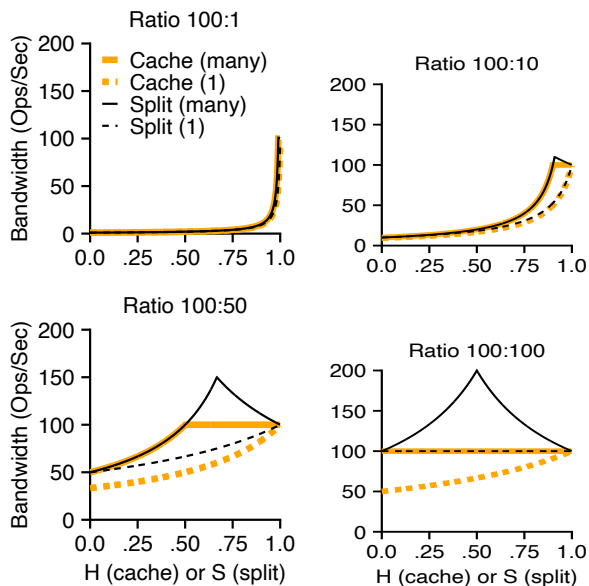 Ratio 100:1
Bandwidth (Ops/Sec)
200
150
100
50
0
0.0 .25 .5 .75 1.0
Cache (many)
Cache (1)
Split (many)
Split (1)
Ratio 100:10
200
150
100
50
0
0.0 .25 .5 .75 1.0
Ratio 100:50
Bandwidth (Ops/Sec)
200
150
100
50
0
0.0 .25 .5 .75 1.0
H (cache) or S (split)
Ratio 100:100
200
150
100
50
0
0.0 .25 .5 .75 1.0
H (cache) or S (split)